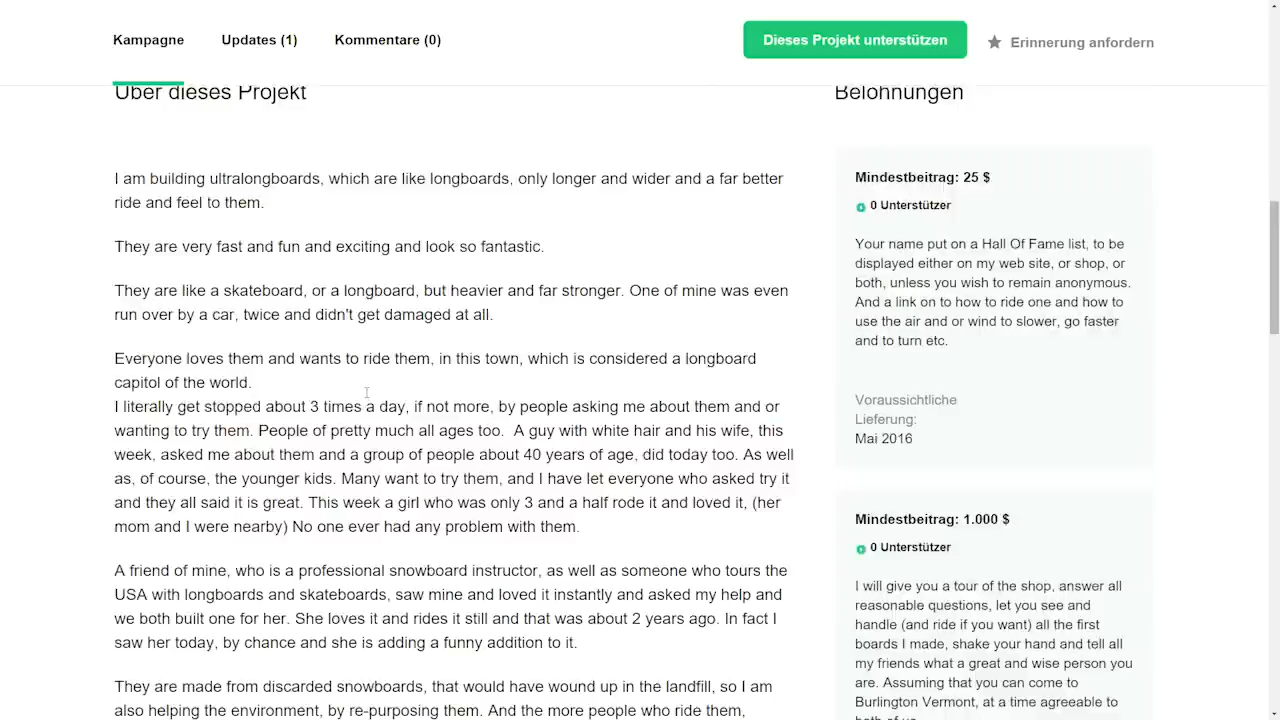 Kampagne
Updates (1)
Kommentare (0)
Dieses Projekt unterstützen
Erinnerung anfordern
Über dieses Projekt
I am building ultralongboards, which are like longboards, only longer and wider and a far better
ride and feel to them.
They are very fast and fun and exciting and look so fantastic.
They are like a skateboard, or a longboard, but heavier and far stronger. One of mine was even
run over by a car, twice and didn't get damaged at all.
Everyone loves them and wants to ride them, in this town, which is considered a longboard
capitol of the world.
I literally get stopped about 3 times a day, if not more, by people asking me about them and or
wanting to try them. People of pretty much all ages too.  A guy with white hair and his wife, this
week, asked me about them and a group of people about 40 years of age, did today too. As well
as, of course, the younger kids. Many want to try them, and I have let everyone who asked try it
and they all said it is great. This week a girl who was only 3 and a half rode it and loved it, (her
mom and I were nearby) No one ever had any problem with them.
A friend of mine, who is a professional snowboard instructor, as well as someone who tours the
USA with longboards and skateboards, saw mine and loved it instantly and asked my help and
we both built one for her. She loves it and rides it still and that was about 2 years ago. In fact I
saw her today, by chance and she is adding a funny addition to it.
They are made from discarded snowboards, that would have wound up in the landfill, so I am
also helping the environment, by re-purposing them. And the more people who ride them,
Belohnungen
Mindestbeitrag: 25 $
0 Unterstützer
Your name put on a Hall Of Fame list, to be
displayed either on my web site, or shop, or
both, unless you wish to remain anonymous.
And a link on to how to ride one and how to
use the air and or wind to slower, go faster
and to turn etc.
Voraussichtliche
Lieferung:
Mai 2016
Mindestbeitrag: 1.000 $
0 Unterstützer
I will give you a tour of the shop, answer all
reasonable questions, let you see and
handle (and ride if you want) all the first
boards I made, shake your hand and tell all
my friends what a great and wise person you
are. Assuming that you can come to
Burlington Vermont, at a time agreeable to
both of us